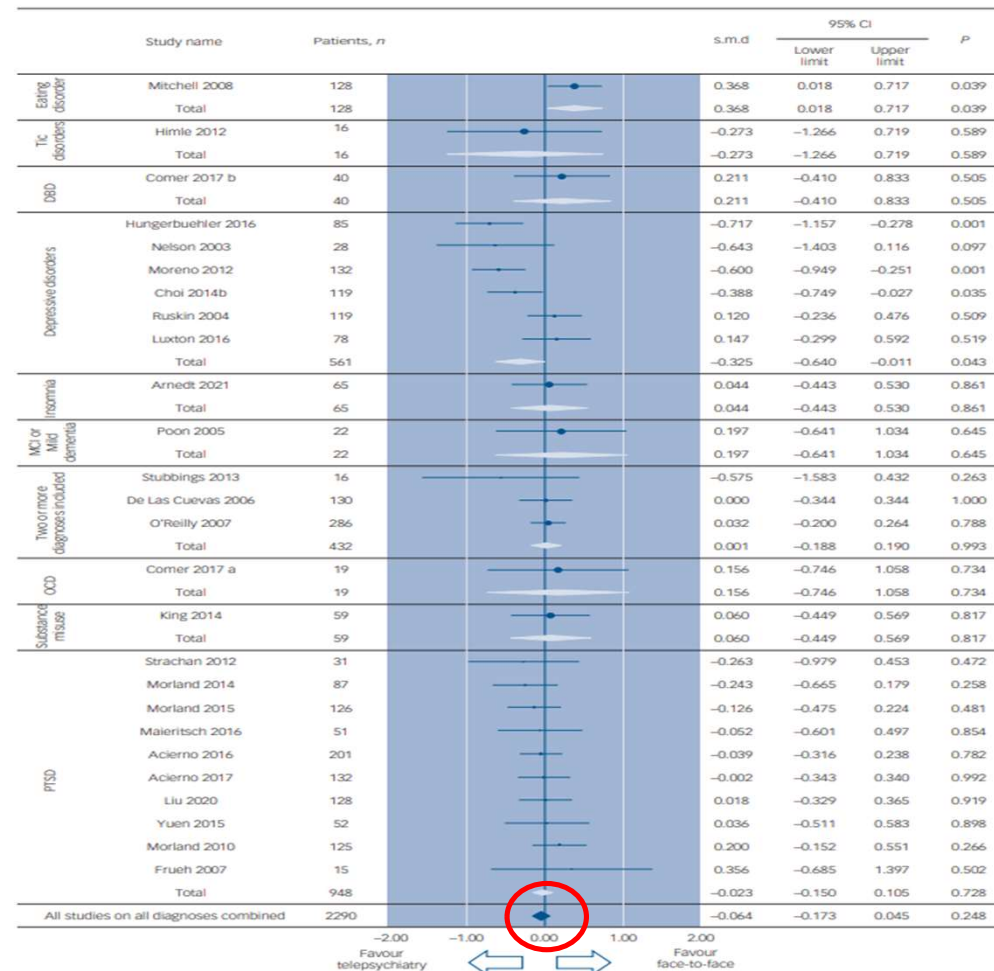 95% CI
Study name Patients, n s.m.d Lower limit Upper limit P
Eating disorder
Mitchell 2008 128 0.368 0.018 0.717 0.039
Total 128 0.368 0.018 0.717 0.039
Tic disorders
Himle 2012 16 −0.273 −1.266 0.719 0.589
Total 16 −0.273 −1.266 0.719 0.589
DBD
Comer 2017 b 40 0.211 −0.410 0.833 0.505
Total 40 0.211 −0.410 0.833 0.505
Depressive disorders
Hungerbuehler 2016 85 −0.717 −1.157 −0.278 0.001
Nelson 2003 28 −0.643 −1.403 0.116 0.097
Moreno 2012 132 −0.600 −0.949 −0.251 0.001
Choi 2014b 119 −0.388 −0.749 −0.027 0.035
Ruskin 2004 119 0.120 −0.236 0.476 0.509
Luxton 2016 78 0.147 −0.299 0.592 0.519
Total 561 −0.325 −0.640 −0.011 0.043
Insomnia
Arnedt 2021 65 0.044 −0.443 0.530 0.861
Total 65 0.044 −0.443 0.530 0.861
MCI or Mild dementia
Poon 2005 22 0.197 −0.641 1.034 0.645
Total 22 0.197 −0.641 1.034 0.645
Two or more diagnoses included
Stubbings 2013 16 −0.575 −1.583 0.432 0.263
De Las Cuevas 2006 130 0.000 −0.344 0.344 1.000
O'Reilly 2007 286 0.032 −0.200 0.264 0.788
Total 432 0.001 −0.188 0.190 0.993
OCD
Comer 2017 a 19 0.156 −0.746 1.058 0.734
Total 19 0.156 −0.746 1.058 0.734
Substance misuse
King 2014 59 0.060 −0.449 0.569 0.817
Total 59 0.060 −0.449 0.569 0.817
PTSD
Strachan 2012 31 −0.263 −0.979 0.453 0.472
Morland 2014 87 −0.243 −0.665 0.179 0.258
Morland 2015 126 −0.126 −0.475 0.224 0.481
Maieritsch 2016 51 −0.052 −0.601 0.497 0.854
Acierno 2016 201 −0.039 −0.316 0.238 0.782
Acierno 2017 132 −0.002 −0.343 0.340 0.992
Liu 2020 128 0.018 −0.329 0.365 0.919
Yuen 2015 52 0.036 −0.511 0.583 0.898
Morland 2010 125 0.200 −0.152 0.551 0.266
Frueh 2007 15 0.356 −0.685 1.397 0.502
Total 948 −0.023 −0.150 0.105 0.728
All studies on all diagnoses combined 2290 −0.064 −0.173 0.045 0.248
−2.00 −1.00 0.00 1.00 2.00
Favour telepsychiatry Favour face-to-face